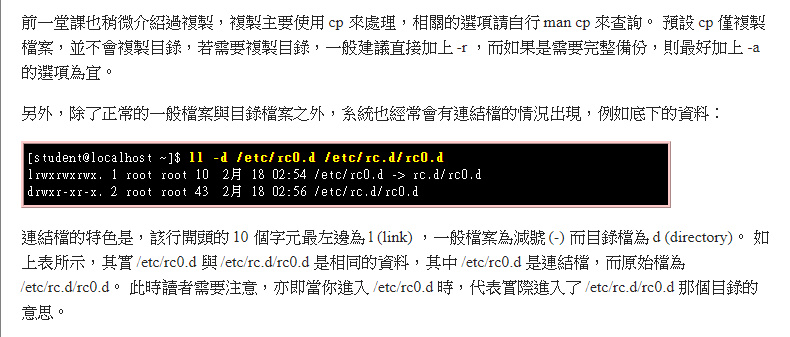 前一堂課也稍微介紹過複製，複製主要使用 cp 來處理，相關的選項請自行 man cp 來查詢。 預設 cp 僅複製
檔案，並不會複製目錄，若需要複製目錄，一般建議直接加上 -r ，而如果是需要完整備份，則最好加上 -a
的選項為宜。
另外，除了正常的一般檔案與目錄檔案之外，系統也經常會有連結檔的情況出現，例如底下的資料：
[student@localhost ~]$ ll -d /etc/rc0.d /etc/rc.d/rc0.d
lrwxrwxrwx. 1 root root 10  2月 18 02:54 /etc/rc0.d -> rc.d/rc0.d
drwxr-xr-x. 2 root root 43  2月 18 02:56 /etc/rc.d/rc0.d
連結檔的特色是，該行開頭的 10 個字元最左邊為 l (link) ，一般檔案為減號 (-) 而目錄檔為 d (directory)。 如
上表所示，其實 /etc/rc0.d 與 /etc/rc.d/rc0.d 是相同的資料，其中 /etc/rc0.d 是連結檔，而原始檔為
/etc/rc.d/rc0.d。 此時讀者需要注意，亦即當你進入 /etc/rc0.d 時，代表實際進入了 /etc/rc.d/rc0.d 那個目錄的
意思。